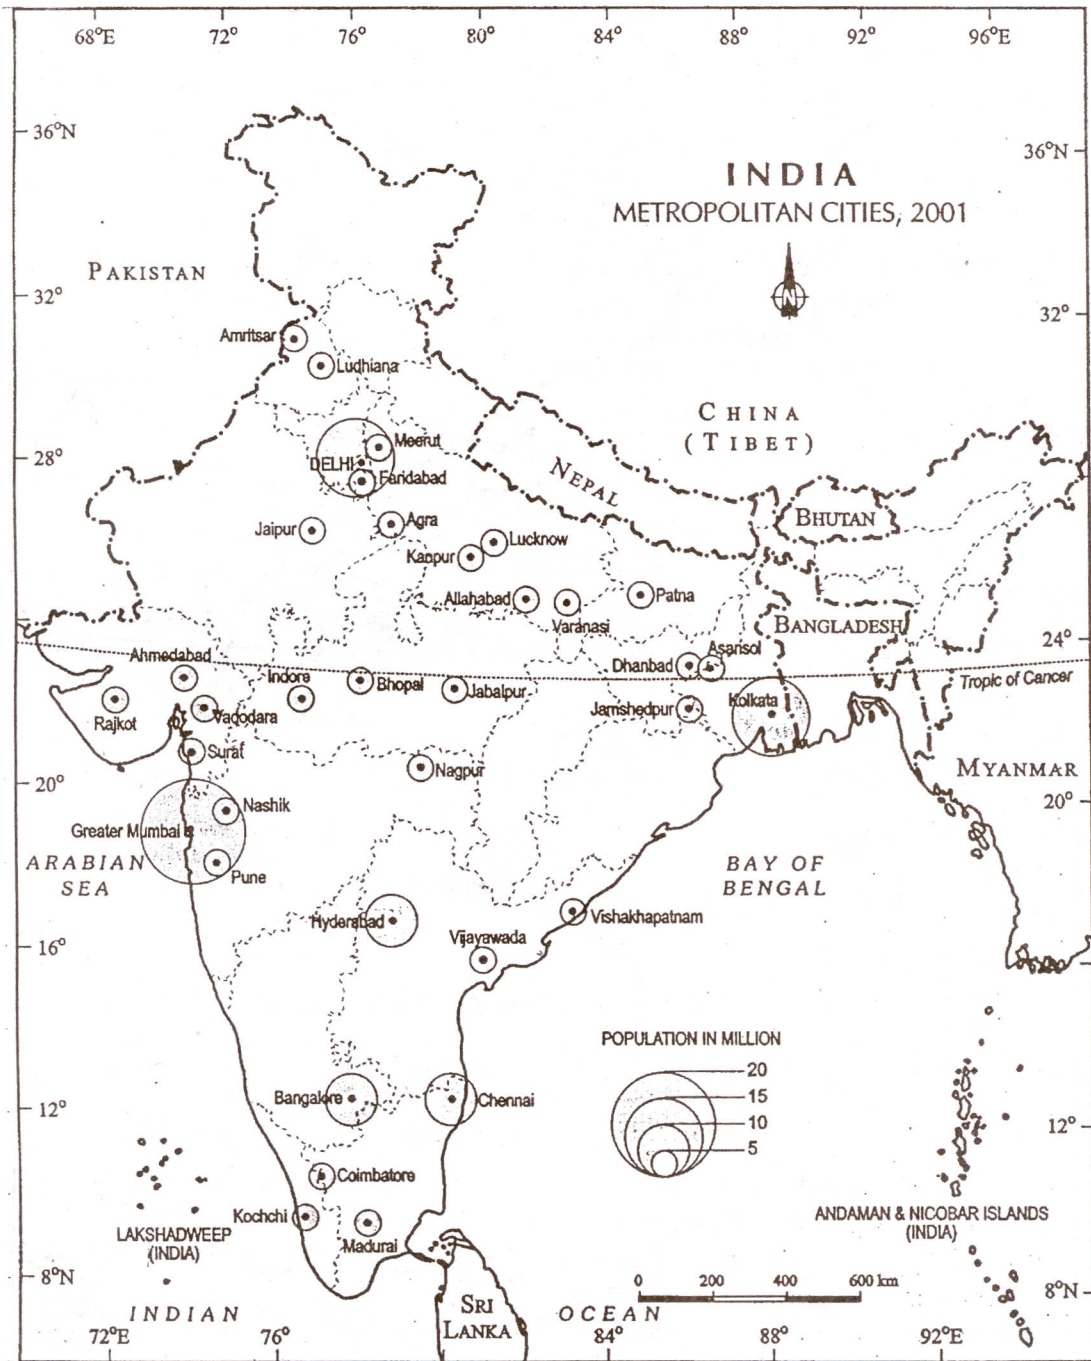 68°E 72° 76° 80° 84° 88° 92° 96°E
36°N
36°N
INDIA
METROPOLITAN CITIES, 2001
N
PAKISTAN
32°
32°
Amritsar
Ludhiana
CHINA
(TIBET)
Meerut
28°
DELHI
NEPAL
Faridabad
BHUTAN
Jaipur
Agra
Lucknow
Kanpur
Allahabad
Patna
Varanasi
BANGLADESH
24°
Ahmedabad
Dhanbad
Asansol
Indore
Bhopal
Jabalpur
Tropic of Cancer
Rajkot
Vadodara
Jamshedpur
Kolkata
Surat
Nagpur
MYANMAR
20°
20°
Nashik
Greater Mumbai
ARABIAN
SEA
Pune
BAY OF
BENGAL
Hyderabad
Vishakhapatnam
Vijayawada
16°
POPULATION IN MILLION
20
15
10
5
Bangalore
Chennai
12°
12°
Coimbatore
Kochchi
Madurai
LAKSHADWEEP
(INDIA)
ANDAMAN & NICOBAR ISLANDS
(INDIA)
8°N
8°N
0 200 400 600 km
INDIAN
OCEAN
SRI
LANKA
72°E 76° 84° 88° 92°E